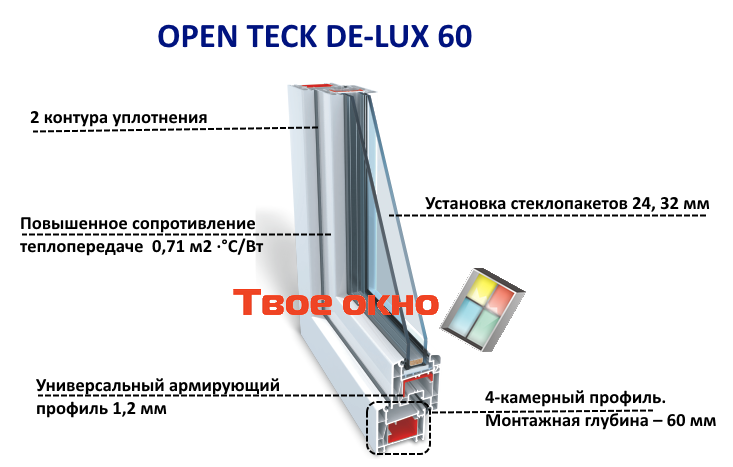 OPEN TECK DE-LUX 60
2 контура уплотнения
Установка стеклопакетов 24, 32 мм
Повышенное сопротивление
теплопередаче 0,71 м2 ·°С/Вт
Твое окно
Универсальный армирующий
профиль 1,2 мм
4-камерный профиль.
Монтажная глубина – 60 мм